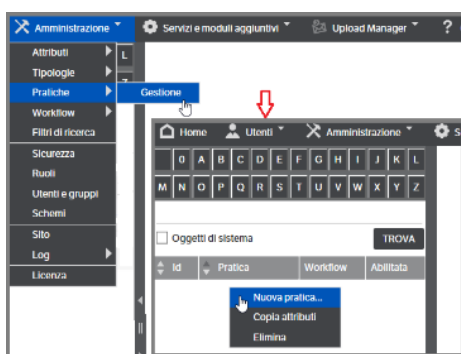 Amministrazione Servizi e moduli aggiuntivi Upload Manager ?
Attributi L
Tipologie
Pratiche Gestione
Workflow
Filtri di ricerca
Sicurezza
Ruoli
Utenti e gruppi
Schemi
Sito
Log
Licenza
Home Utenti Amministrazione S
0 A B C D E F G H I J K L
M N O P Q R S T U V W X Y Z
Oggetti di sistema TROVA
Id Pratica Workflow Abilitata
Nuova pratica...
Copia attributi
Elimina